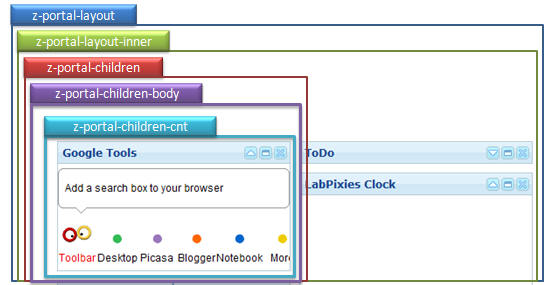 z-portal-layout
z-portal-layout-inner
z-portal-children
z-portal-children-body
z-portal-children-cnt
Google Tools
ToDo
Add a search box to your browser
LabPixies Clock
Toolbar Desktop Picasa Blogger Notebook More